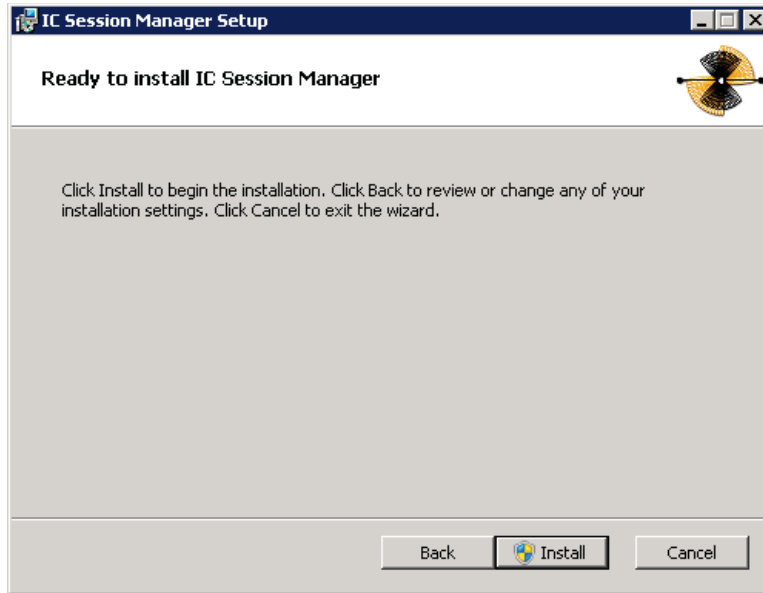 IC Session Manager Setup
Ready to install IC Session Manager
Click Install to begin the installation. Click Back to review or change any of your
installation settings. Click Cancel to exit the wizard.
Back
Install
Cancel